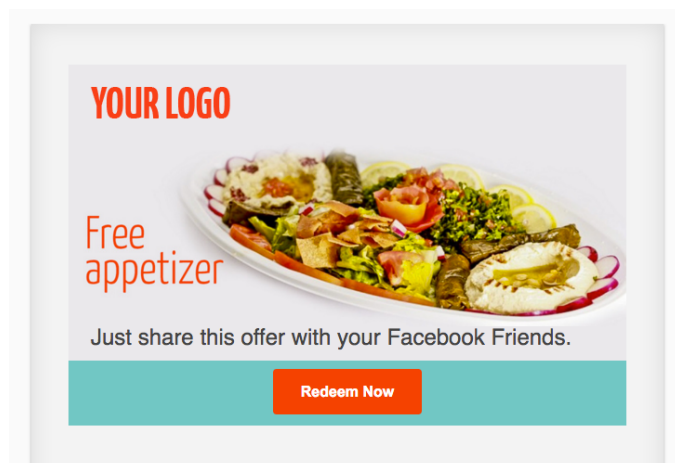 YOUR LOGO
Free
appetizer
Just share this offer with your Facebook Friends.
Redeem Now